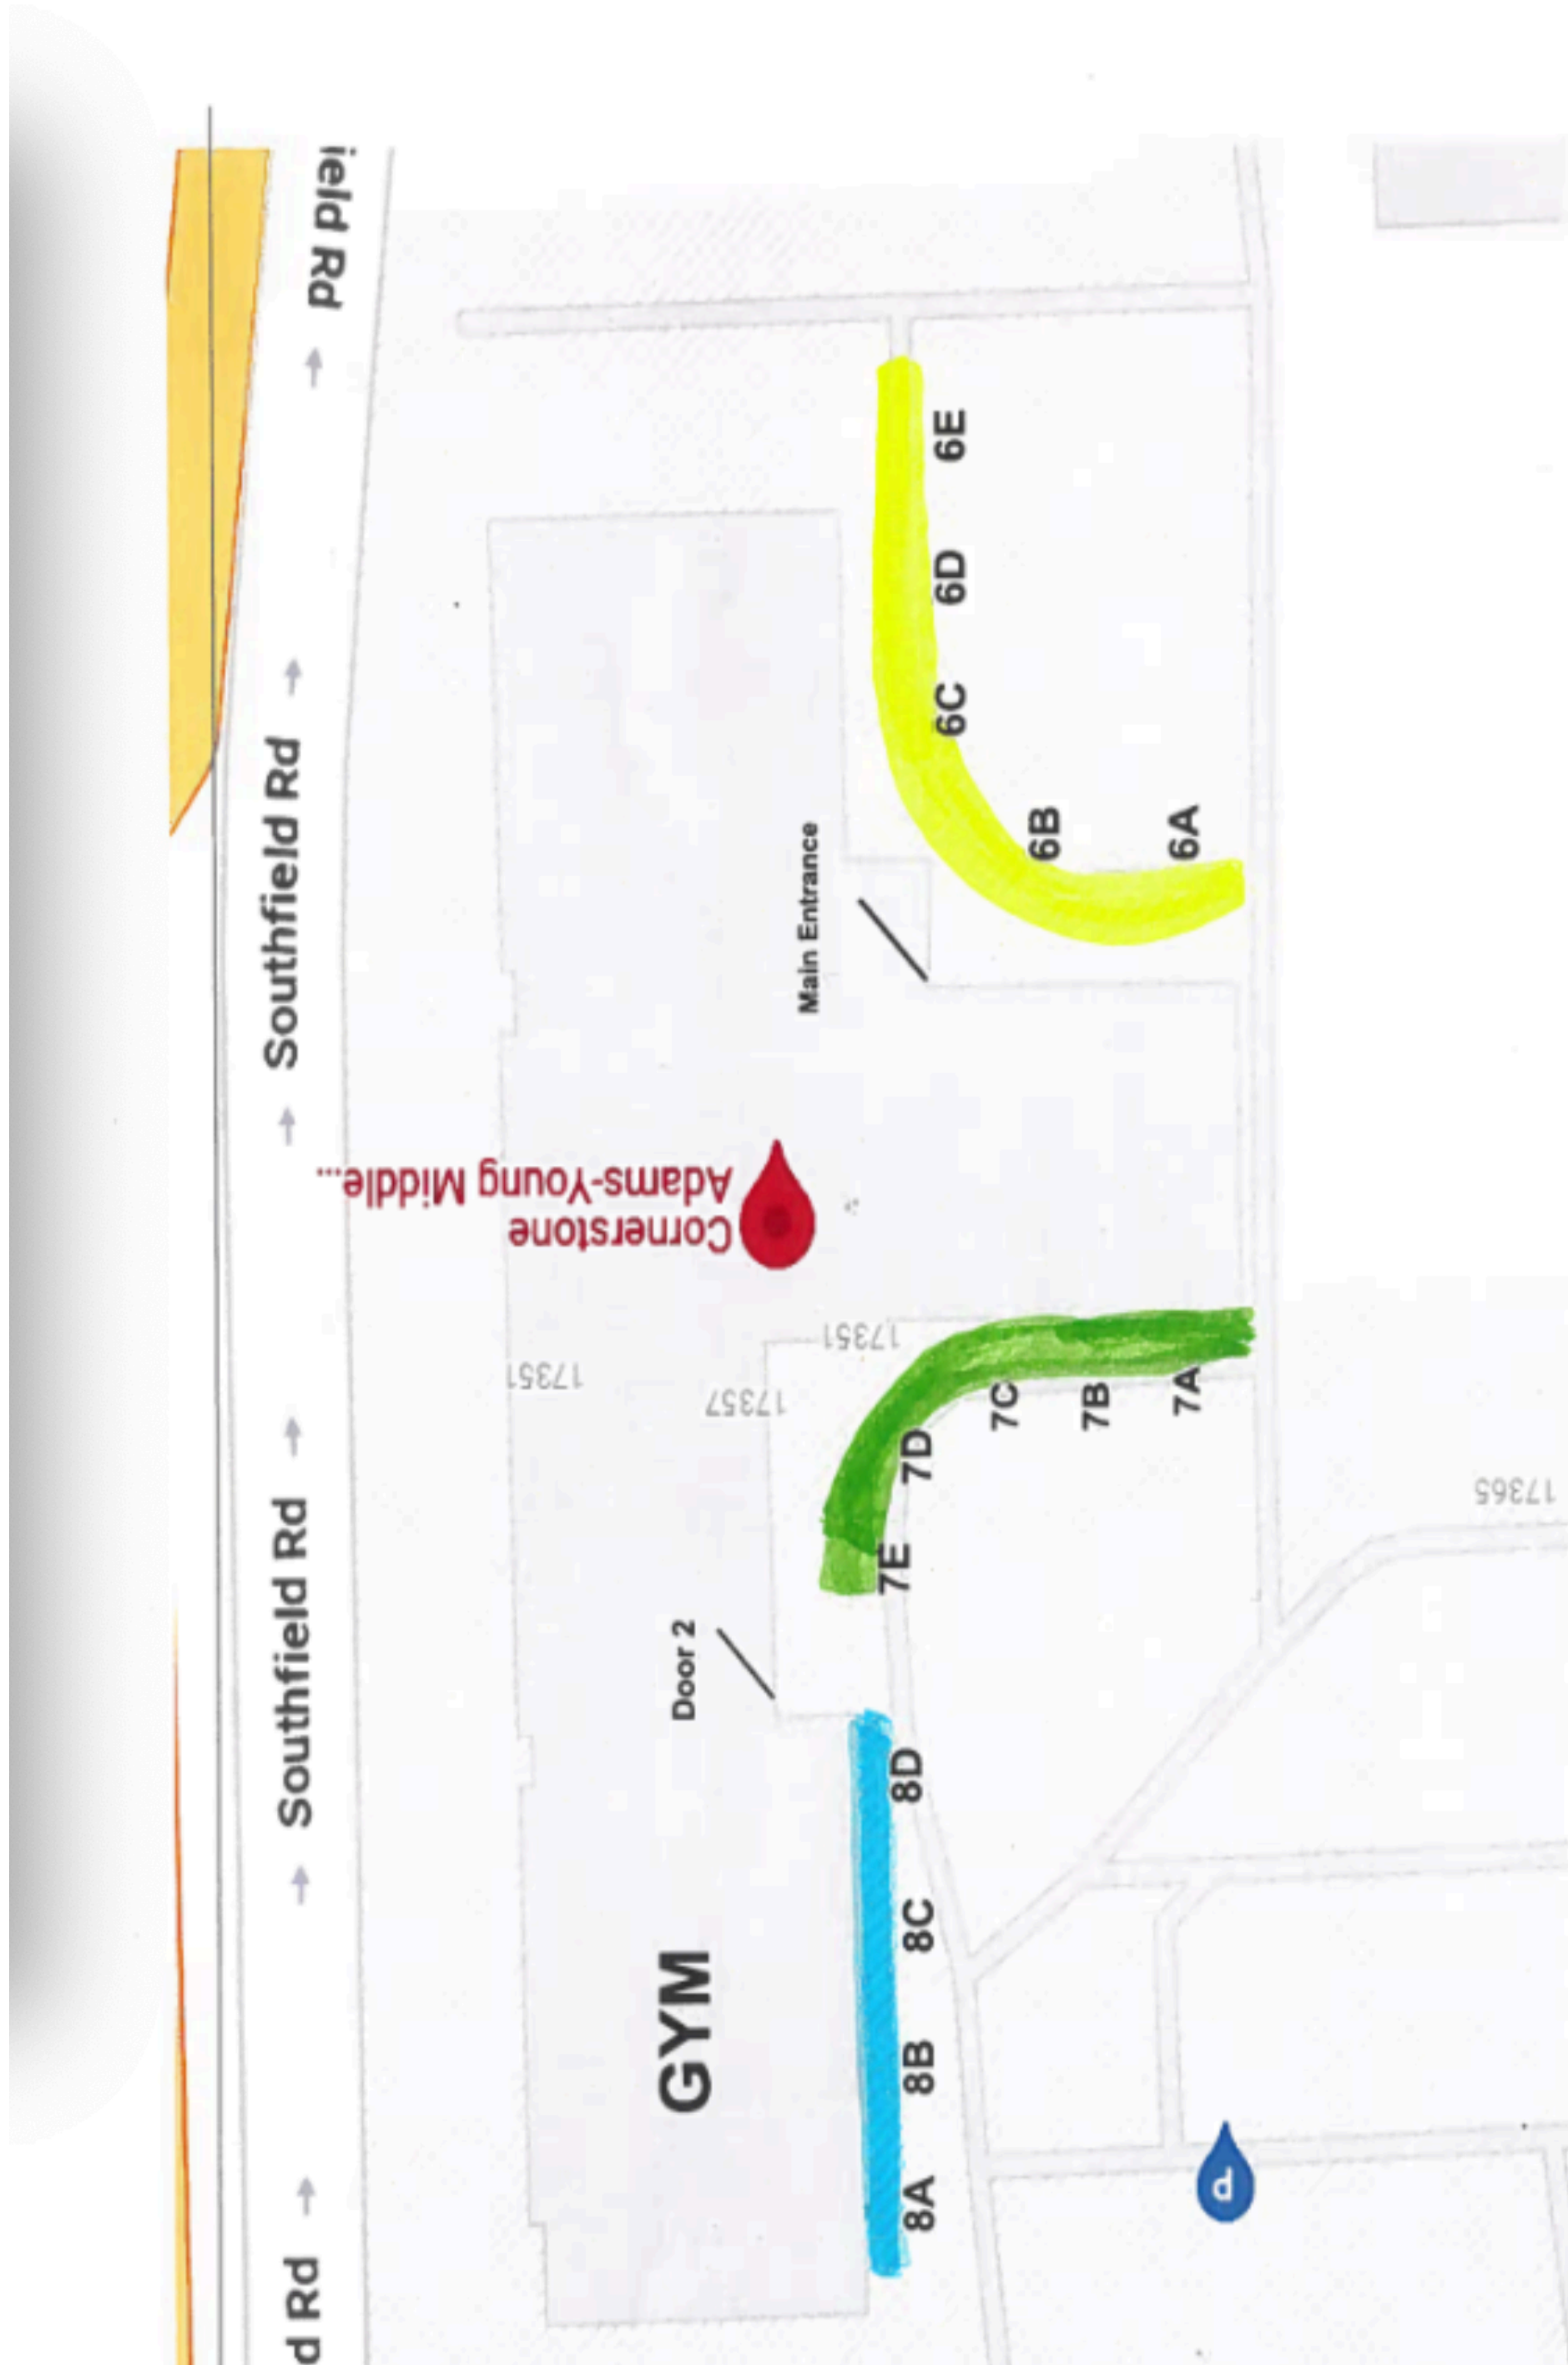 ield Rd
Southfield Rd
Southfield Rd
d Rd
6E
6D
6C
6B
6A
Main Entrance
Cornerstone
Adams-Young Middle...
17351
17351
17357
7A
7B
7C
7D
7E
17365
Door 2
GYM
8D
8C
8B
8A
P